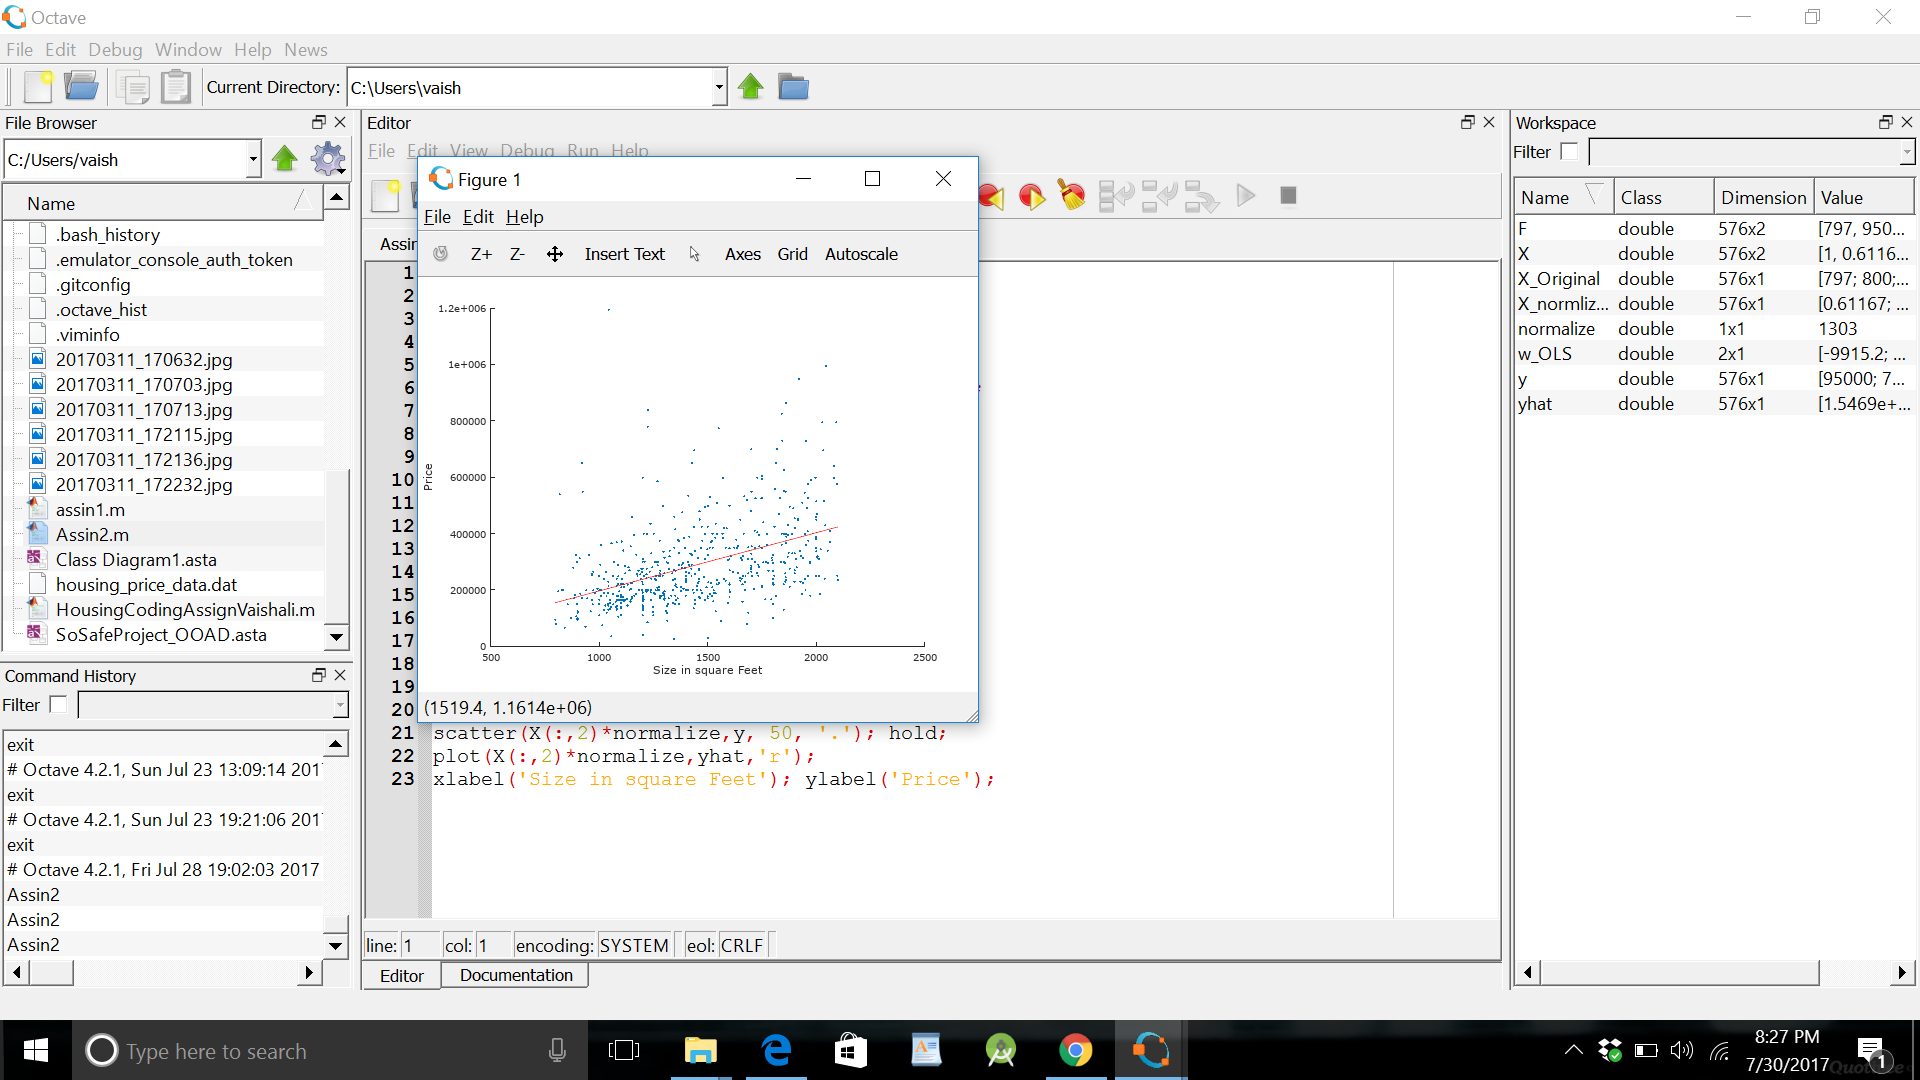 Octave
File Edit Debug Window Help News
Current Directory: C:\Users\vaish
File Browser
C:/Users/vaish
Name
.bash_history
.emulator_console_auth_token
.gitconfig
.octave_hist
.viminfo
20170311_170632.jpg
20170311_170703.jpg
20170311_170713.jpg
20170311_172115.jpg
20170311_172136.jpg
20170311_172232.jpg
assin1.m
Assin2.m
Class Diagram1.asta
housing_price_data.dat
HousingCodingAssignVaishali.m
SoSafeProject_OOAD.asta
Command History
Filter
exit
# Octave 4.2.1, Sun Jul 23 13:09:14 201
exit
# Octave 4.2.1, Sun Jul 23 19:21:06 201
exit
# Octave 4.2.1, Fri Jul 28 19:02:03 2017
Assin2
Assin2
Assin2
Editor
File Edit View Debug Run Help
Assin
1
2
3
4
5
6
7
8
9
10
11
12
13
14
15
16
17
18
19
20
21 scatter(X(:,2)*normalize,y, 50, '.'); hold;
22 plot(X(:,2)*normalize,yhat,'r');
23 xlabel('Size in square Feet'); ylabel('Price');
line: 1 col: 1 encoding: SYSTEM eol: CRLF
Editor Documentation
Figure 1
File Edit Help
Z+ Z- Insert Text Axes Grid Autoscale
1.2e+006
1e+006
800000
600000
400000
200000
0
Price
500 1000 1500 2000 2500
Size in square Feet
(1519.4, 1.1614e+06)
Workspace
Filter
Name Class Dimension Value
F double 576x2 [797, 950...
X double 576x2 [1, 0.6116...
X_Original double 576x1 [797; 800;...
X_normliz... double 576x1 [0.61167; ...
normalize double 1x1 1303
w_OLS double 2x1 [-9915.2; ...
y double 576x1 [95000; 7...
yhat double 576x1 [1.5469e+...
Type here to search
8:27 PM
7/30/2017
1